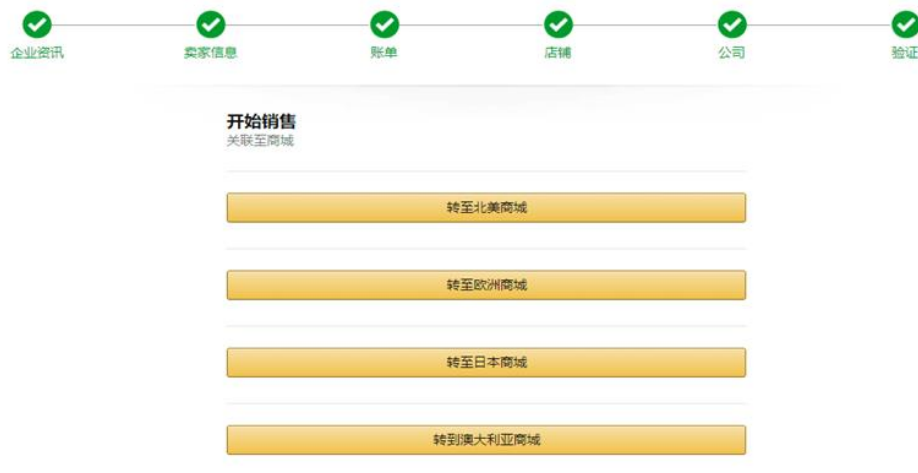 企业资讯 卖家信息 账单 店铺 公司 验证
开始销售
关联至商城
转至北美商城
转至欧洲商城
转至日本商城
转到澳大利亚商城